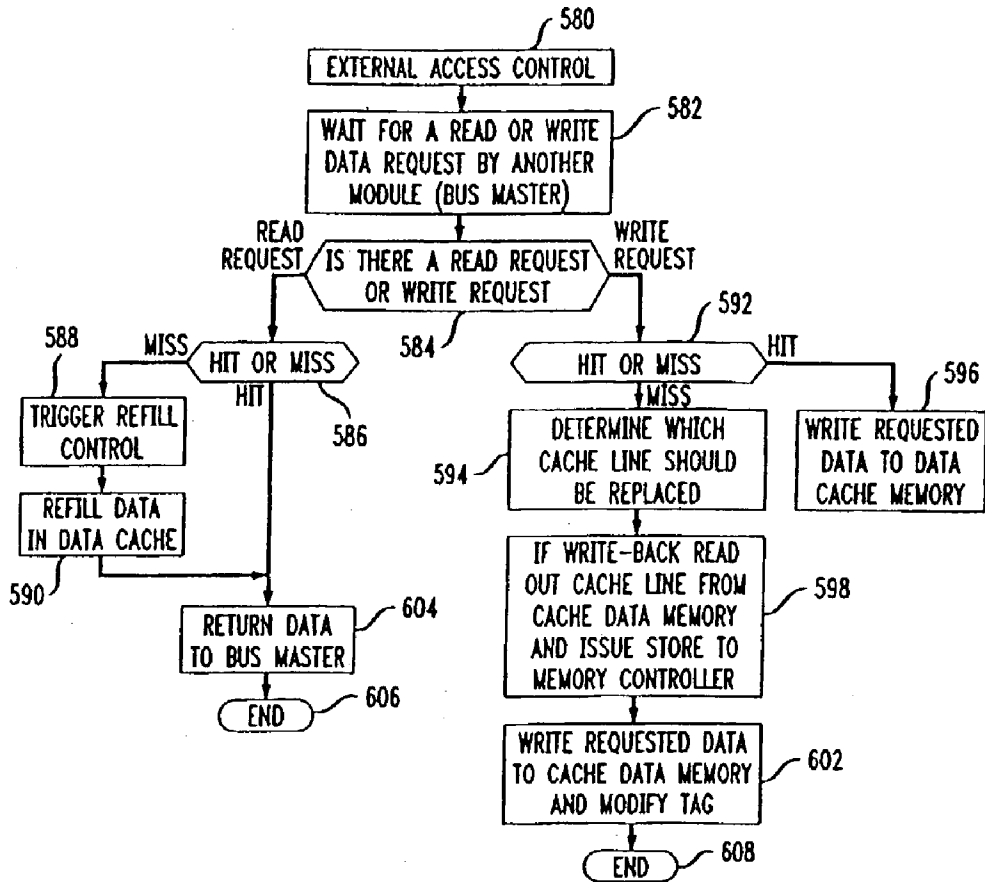 580
EXTERNAL ACCESS CONTROL
582
WAIT FOR A READ OR WRITE
DATA REQUEST BY ANOTHER
MODULE (BUS MASTER)
READ
REQUEST
WRITE
REQUEST
IS THERE A READ REQUEST
OR WRITE REQUEST
584
588
MISS
HIT OR MISS
HIT
586
592
HIT OR MISS
HIT
MISS
596
TRIGGER REFILL
CONTROL
REFILL DATA
IN DATA CACHE
590
594
DETERMINE WHICH
CACHE LINE SHOULD
BE REPLACED
WRITE REQUESTED
DATA TO DATA
CACHE MEMORY
IF WRITE-BACK READ
OUT CACHE LINE FROM
CACHE DATA MEMORY
AND ISSUE STORE TO
MEMORY CONTROLLER
598
604
RETURN DATA
TO BUS MASTER
END
606
WRITE REQUESTED DATA
TO CACHE DATA MEMORY
AND MODIFY TAG
602
END
608